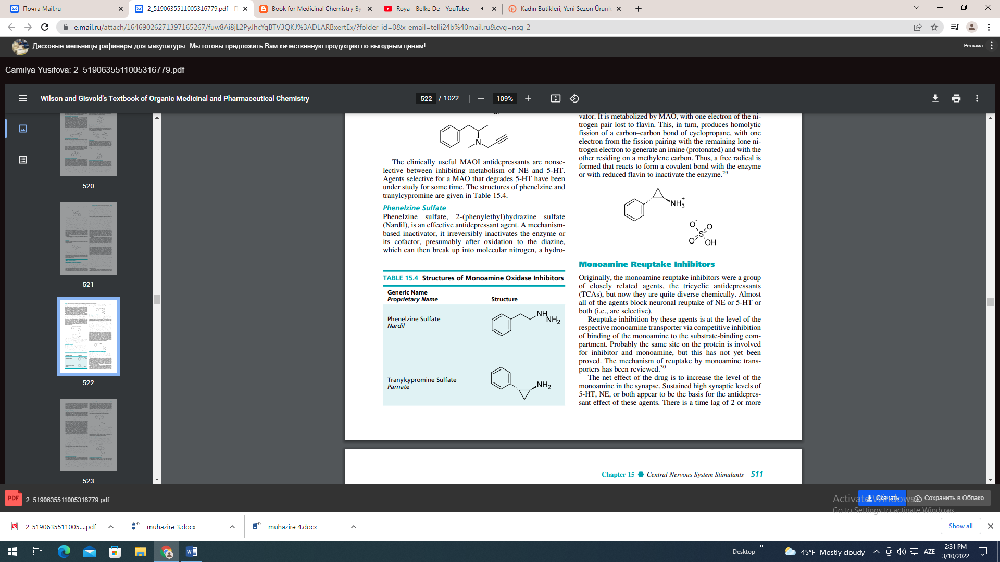 Почта Mail.ru
2_5190635511005316779.pdf - П
Book for Medicinal Chemistry By
Röya - Belke De - YouTube
Kadın Butikleri, Yeni Sezon Ürünle
e.mail.ru/attach/16469026271397165267/fuw8Ai8jL2PyJhcYqBTV3QKJ%3ADLARBxertEx/?folder-id=0&x-email=telli24b%40mail.ru&cvg=nsg-2
Дисковые мельницы рафинеры для макулатуры Мы готовы предложить Вам качественную продукцию по выгодным ценам!
Реклама
Camilya Yusifova: 2_5190635511005316779.pdf
Wilson and Gisvold's Textbook of Organic Medicinal and Pharmaceutical Chemistry
522 / 1022
109%
520
521
522
523
N
The clinically useful MAOI antidepressants are nonse-
lective between inhibiting metabolism of NE and 5-HT.
Agents selective for a MAO that degrades 5-HT have been
under study for some time. The structures of phenelzine and
tranylcypromine are given in Table 15.4.
Phenelzine Sulfate
Phenelzine sulfate, 2-(phenylethyl)hydrazine sulfate
(Nardil), is an effective antidepressant agent. A mechanism-
based inactivator, it irreversibly inactivates the enzyme or
its cofactor, presumably after oxidation to the diazine,
which can then break up into molecular nitrogen, a hydro-
TABLE 15.4 Structures of Monoamine Oxidase Inhibitors
Generic Name
Proprietary Name
Structure
Phenelzine Sulfate
Nardil
NH
NH2
Tranylcypromine Sulfate
Parnate
NH2
vator. It is metabolized by MAO, with one electron of the ni-
trogen pair lost to flavin. This, in turn, produces homolytic
fission of a carbon–carbon bond of cyclopropane, with one
electron from the fission pairing with the remaining lone ni-
trogen electron to generate an imine (protonated) and with the
other residing on a methylene carbon. Thus, a free radical is
formed that reacts to form a covalent bond with the enzyme
or with reduced flavin to inactivate the enzyme.29
NH3+
O-
O
S
O
OH
Monoamine Reuptake Inhibitors
Originally, the monoamine reuptake inhibitors were a group
of closely related agents, the tricyclic antidepressants
(TCAs), but now they are quite diverse chemically. Almost
all of the agents block neuronal reuptake of NE or 5-HT or
both (i.e., are selective).
Reuptake inhibition by these agents is at the level of the
respective monoamine transporter via competitive inhibition
of binding of the monoamine to the substrate-binding com-
partment. Probably the same site on the protein is involved
for inhibitor and monoamine, but this has not yet been
proved. The mechanism of reuptake by monoamine trans-
porters has been reviewed.30
The net effect of the drug is to increase the level of the
monoamine in the synapse. Sustained high synaptic levels of
5-HT, NE, or both appear to be the basis for the antidepres-
sant effect of these agents. There is a time lag of 2 or more
Chapter 15 Central Nervous System Stimulants 511
PDF
2_5190635511005316779.pdf
Скачать
Сохранить в Облако
Activate Windows
Go to Settings to activate Windows.
2_5190635511005....pdf
mühazirə 3.docx
mühazirə 4.docx
Show all
Desktop
45°F Mostly cloudy
AZE
2:31 PM
3/10/2022